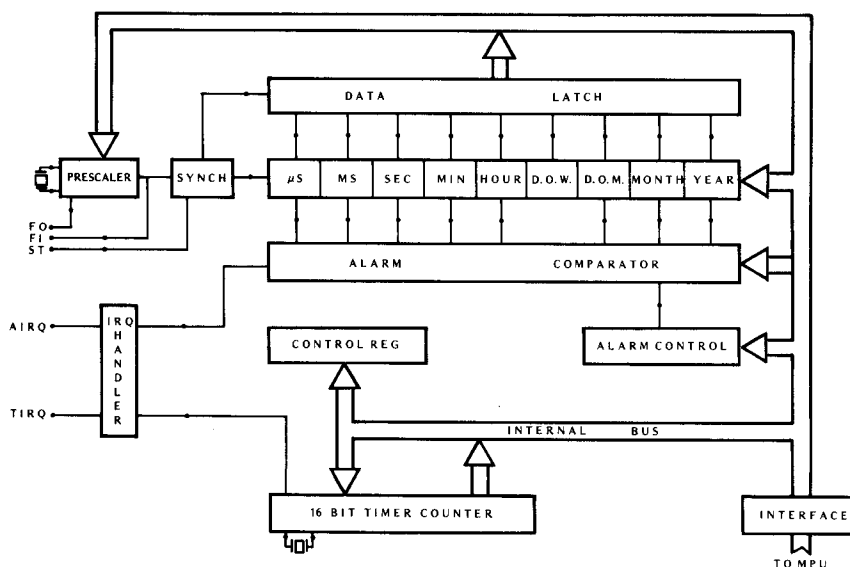 DATA LATCH
PRESCALER
SYNCH
µS MS SEC MIN HOUR D.O.W. D.O.M. MONTH YEAR
FO
FI
ST
ALARM COMPARATOR
AIRQ
IRQ HANDLER
CONTROL REG
ALARM CONTROL
TIRQ
INTERNAL BUS
16 BIT TIMER COUNTER
INTERFACE
TO MPU